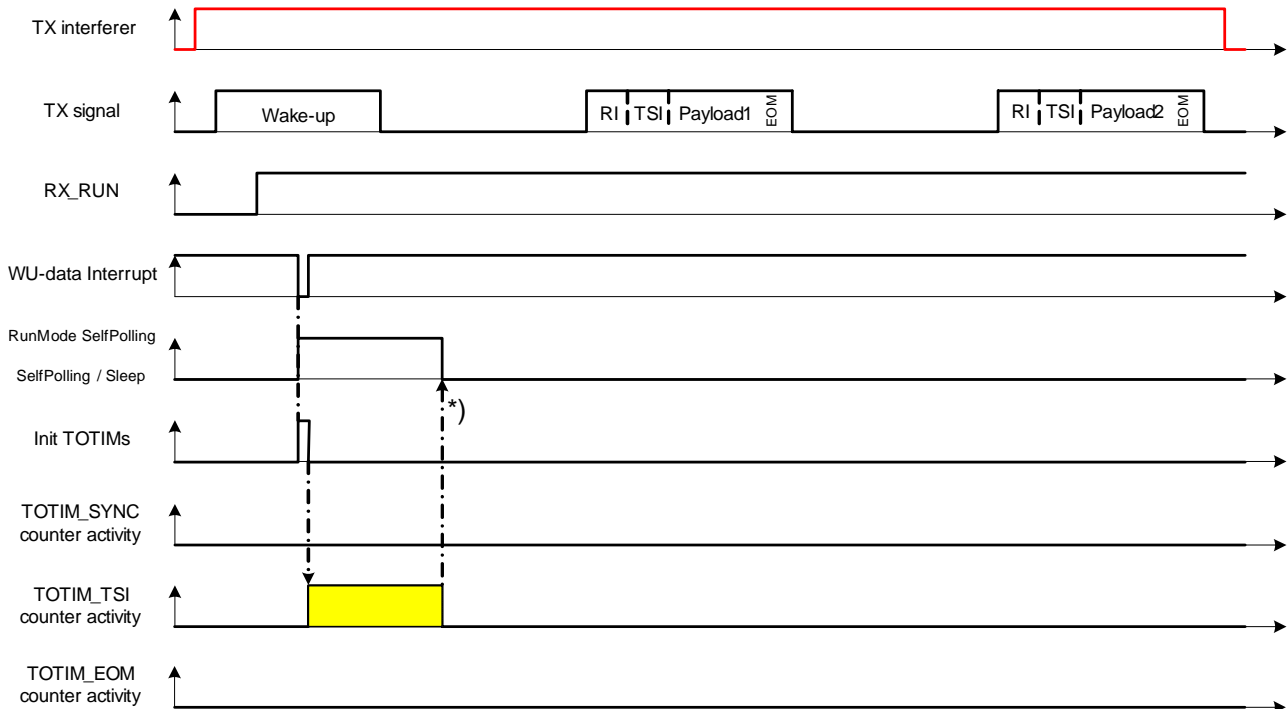 TX interferer
TX signal
Wake-up
RI TSI Payload1 EOM
RI TSI Payload2 EOM
RX_RUN
WU-data Interrupt
RunMode SelfPolling
SelfPolling / Sleep
*)
Init TOTIMs
TOTIM_SYNC
counter activity
TOTIM_TSI
counter activity
TOTIM_EOM
counter activity